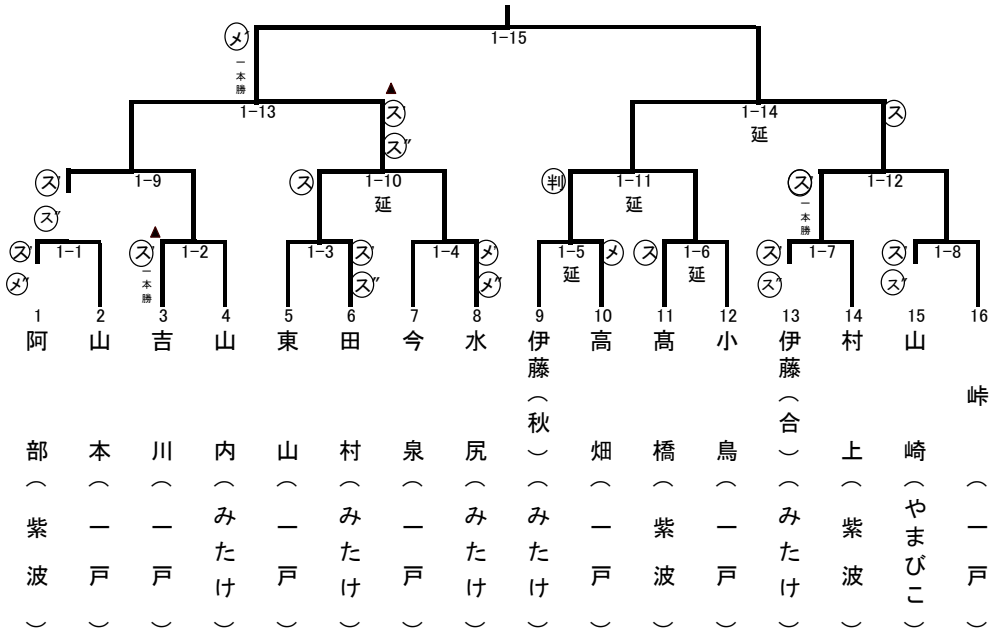 メ
1-15
一本勝
▲
1-13
ス
1-14
ス
延
ス″
ス
1-9
ス
1-10
判
1-11
ス
1-12
延
延
一本勝
ス″
▲
ス
1-1
ス
1-2
1-3
ス
1-4
メ
1-5
メ
ス
1-6
ス
1-7
ス
1-8
メ″
一本勝
ス″
メ″
延
延
ス″
ス″
1 2 3 4 5 6 7 8 9 10 11 12 13 14 15 16
阿部(紫波)
山本(一戸)
吉川(一戸)
山内(みたけ)
東山(一戸)
田村(みたけ)
今泉(一戸)
水尻(みたけ)
伊藤(秋)(みたけ)
高畑(一戸)
髙橋(紫波)
小鳥(一戸)
伊藤(合)(みたけ)
村上(紫波)
山崎(やまびこ)
峠(一戸)